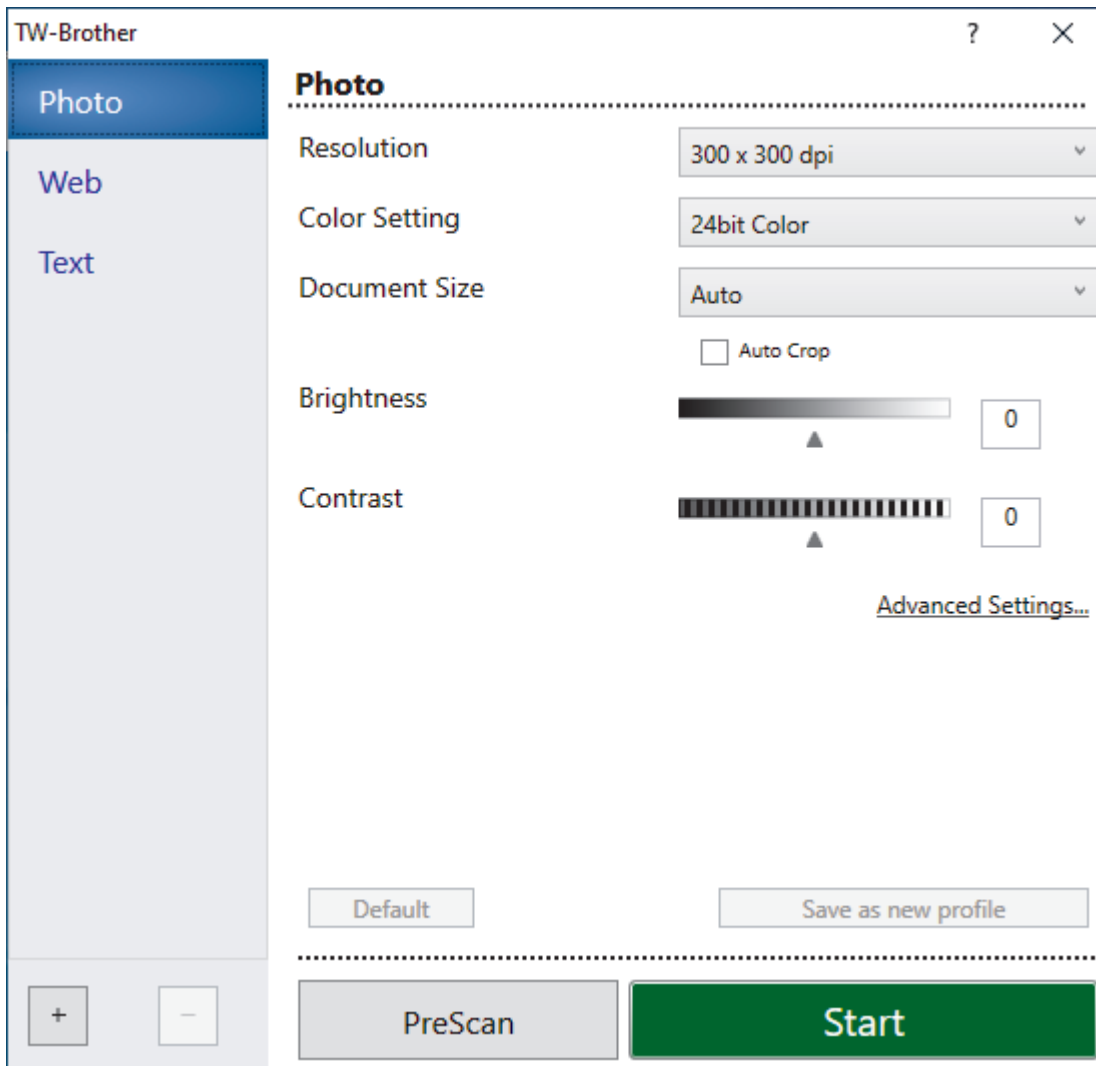 TW-Brother ?
Photo
Web
Text
Photo
Resolution 300 x 300 dpi
Color Setting 24bit Color
Document Size Auto
Auto Crop
Brightness 0
Contrast 0
Advanced Settings...
Default Save as new profile
+ −
PreScan Start